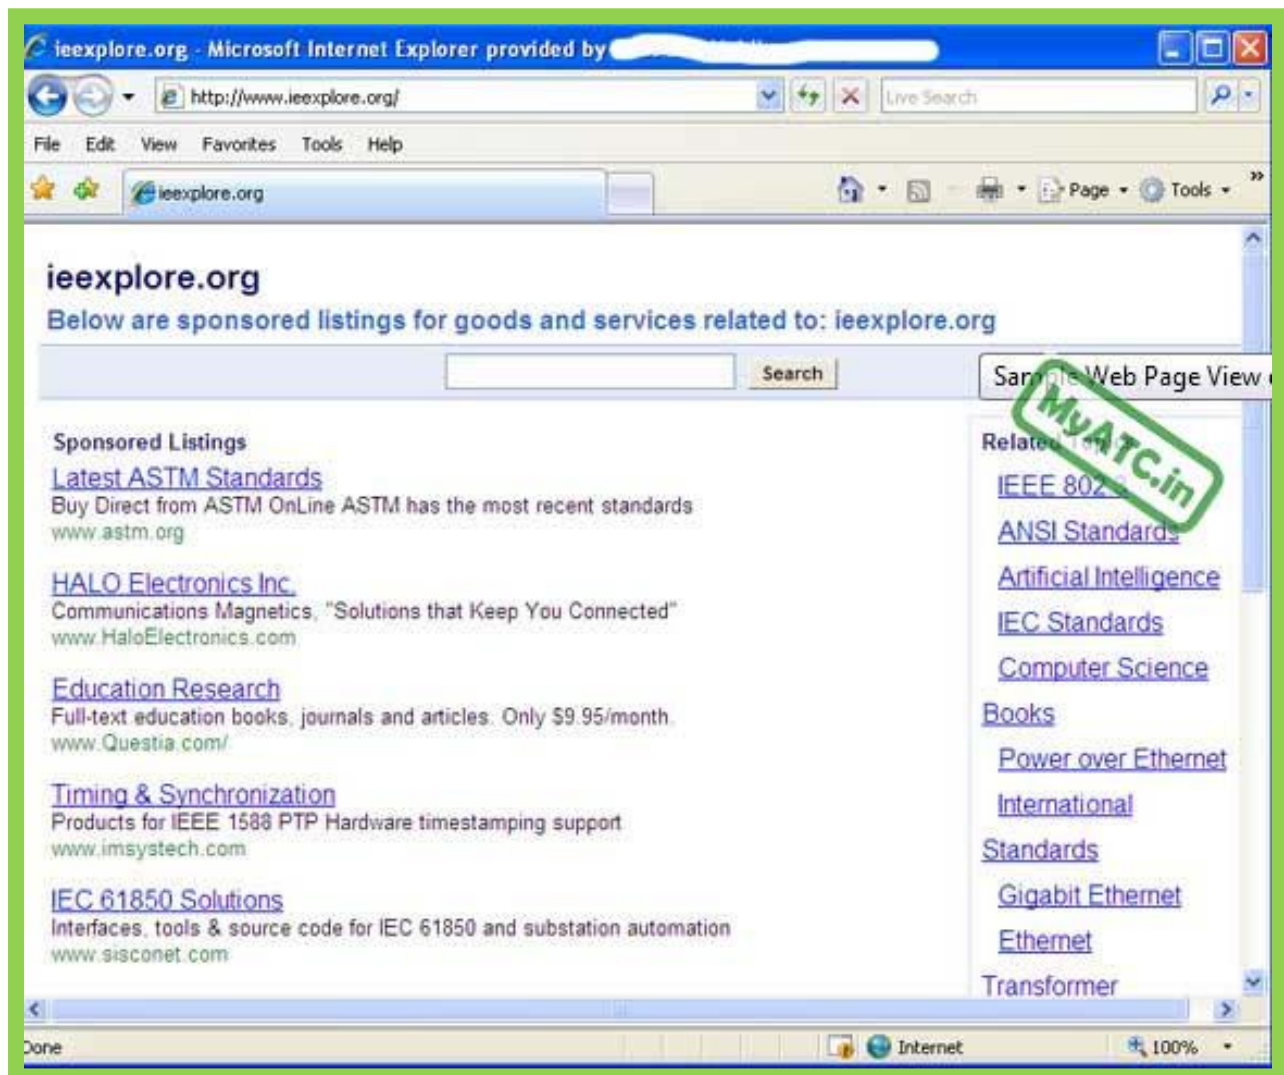 ieexplore.org - Microsoft Internet Explorer provided by
http://www.ieexplore.org/
Live Search
File Edit View Favorites Tools Help
ieexplore.org
Page Tools »
ieexplore.org
Below are sponsored listings for goods and services related to: ieexplore.org
Search
Sample Web Page View
MyATC.in
Sponsored Listings
Latest ASTM Standards
Buy Direct from ASTM OnLine ASTM has the most recent standards
www.astm.org
HALO Electronics Inc.
Communications Magnetics, "Solutions that Keep You Connected"
www.HaloElectronics.com
Education Research
Full-text education books, journals and articles. Only $9.95/month.
www.Questia.com/
Timing & Synchronization
Products for IEEE 1588 PTP Hardware timestamping support
www.imsystech.com
IEC 61850 Solutions
Interfaces, tools & source code for IEC 61850 and substation automation
www.sisconet.com
Related Topics
IEEE
ANSI Standards
Artificial Intelligence
IEC Standards
Computer Science
Books
Power over Ethernet
International
Standards
Gigabit Ethernet
Ethernet
Transformer
Done
Internet
100%